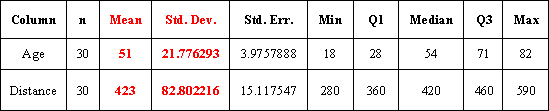 Column n Mean Std. Dev. Std. Err. Min Q1 Median Q3 Max
Age 30 51 21.776293 3.9757888 18 28 54 71 82
Distance 30 423 82.802216 15.117547 280 360 420 460 590